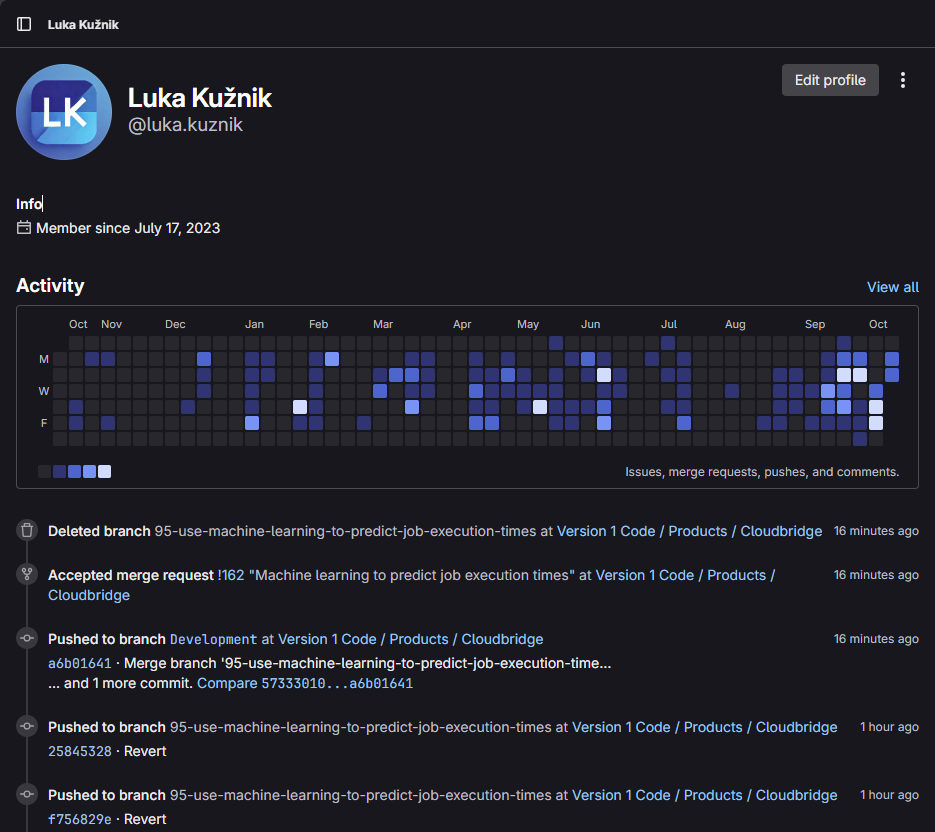 Luka Kužnik
LK
Luka Kužnik
@luka.kuznik
Edit profile
Info
Member since July 17, 2023
Activity
View all
Oct Nov Dec Jan Feb Mar Apr May Jun Jul Aug Sep Oct
M
W
F
Issues, merge requests, pushes, and comments.
Deleted branch 95-use-machine-learning-to-predict-job-execution-times at Version 1 Code / Products / Cloudbridge 16 minutes ago
Accepted merge request !162 "Machine learning to predict job execution times" at Version 1 Code / Products / 16 minutes ago
Cloudbridge
Pushed to branch Development at Version 1 Code / Products / Cloudbridge 16 minutes ago
a6b01641 · Merge branch '95-use-machine-learning-to-predict-job-execution-time...
... and 1 more commit. Compare 57333010...a6b01641
Pushed to branch 95-use-machine-learning-to-predict-job-execution-times at Version 1 Code / Products / Cloudbridge 1 hour ago
25845328 · Revert
Pushed to branch 95-use-machine-learning-to-predict-job-execution-times at Version 1 Code / Products / Cloudbridge 1 hour ago
f756829e · Revert